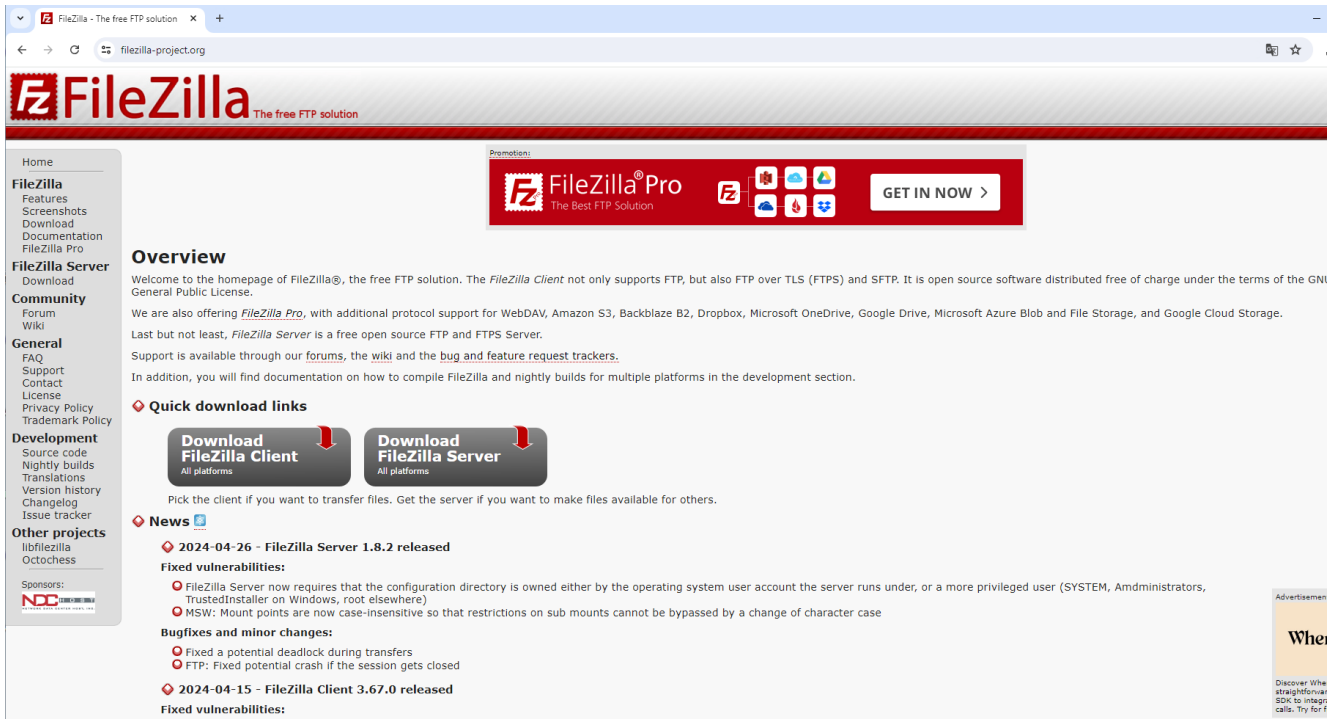 FileZilla - The free FTP solution
filezilla-project.org
FileZilla The free FTP solution
Home
FileZilla
Features
Screenshots
Download
Documentation
FileZilla Pro
FileZilla Server
Download
Community
Forum
Wiki
General
FAQ
Support
Contact
License
Privacy Policy
Trademark Policy
Development
Source code
Nightly builds
Translations
Version history
Changelog
Issue tracker
Other projects
libfilezilla
Octochess
Sponsors:
NDC HOST
Promotion:
FileZilla® Pro
The Best FTP Solution
GET IN NOW
Overview
Welcome to the homepage of FileZilla®, the free FTP solution. The FileZilla Client not only supports FTP, but also FTP over TLS (FTPS) and SFTP. It is open source software distributed free of charge under the terms of the GNU
General Public License.
We are also offering FileZilla Pro, with additional protocol support for WebDAV, Amazon S3, Backblaze B2, Dropbox, Microsoft OneDrive, Google Drive, Microsoft Azure Blob and File Storage, and Google Cloud Storage.
Last but not least, FileZilla Server is a free open source FTP and FTPS Server.
Support is available through our forums, the wiki and the bug and feature request trackers.
In addition, you will find documentation on how to compile FileZilla and nightly builds for multiple platforms in the development section.
Quick download links
Download
FileZilla Client
All platforms
Download
FileZilla Server
All platforms
Pick the client if you want to transfer files. Get the server if you want to make files available for others.
News
2024-04-26 - FileZilla Server 1.8.2 released
Fixed vulnerabilities:
FileZilla Server now requires that the configuration directory is owned either by the operating system user account the server runs under, or a more privileged user (SYSTEM, Amdministrators,
TrustedInstaller on Windows, root elsewhere)
MSW: Mount points are now case-insensitive so that restrictions on sub mounts cannot be bypassed by a change of character case
Bugfixes and minor changes:
Fixed a potential deadlock during transfers
FTP: Fixed potential crash if the session gets closed
2024-04-15 - FileZilla Client 3.67.0 released
Fixed vulnerabilities:
Advertisemen
Wher
Discover Whe
straightforwar
SDK to integra
calls. Try for f